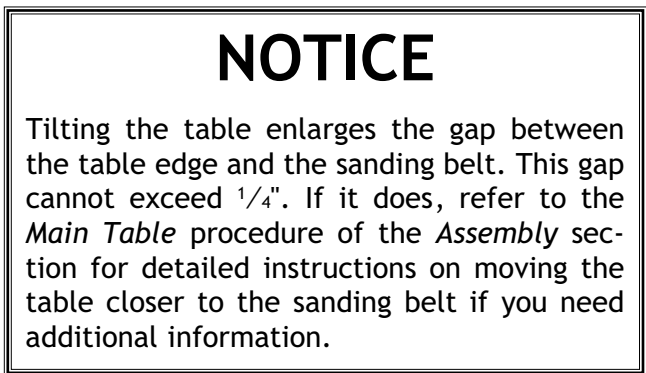 NOTICE
Tilting the table enlarges the gap between
the table edge and the sanding belt. This gap
cannot exceed 1/4". If it does, refer to the
Main Table procedure of the Assembly sec-
tion for detailed instructions on moving the
table closer to the sanding belt if you need
additional information.